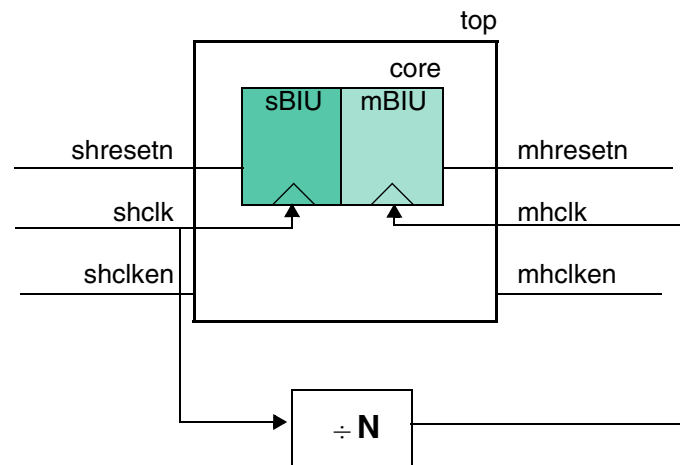 top
core
sBIU mBIU
shresetn mhresetn
shclk mhclk
shclken mhclken
÷ N